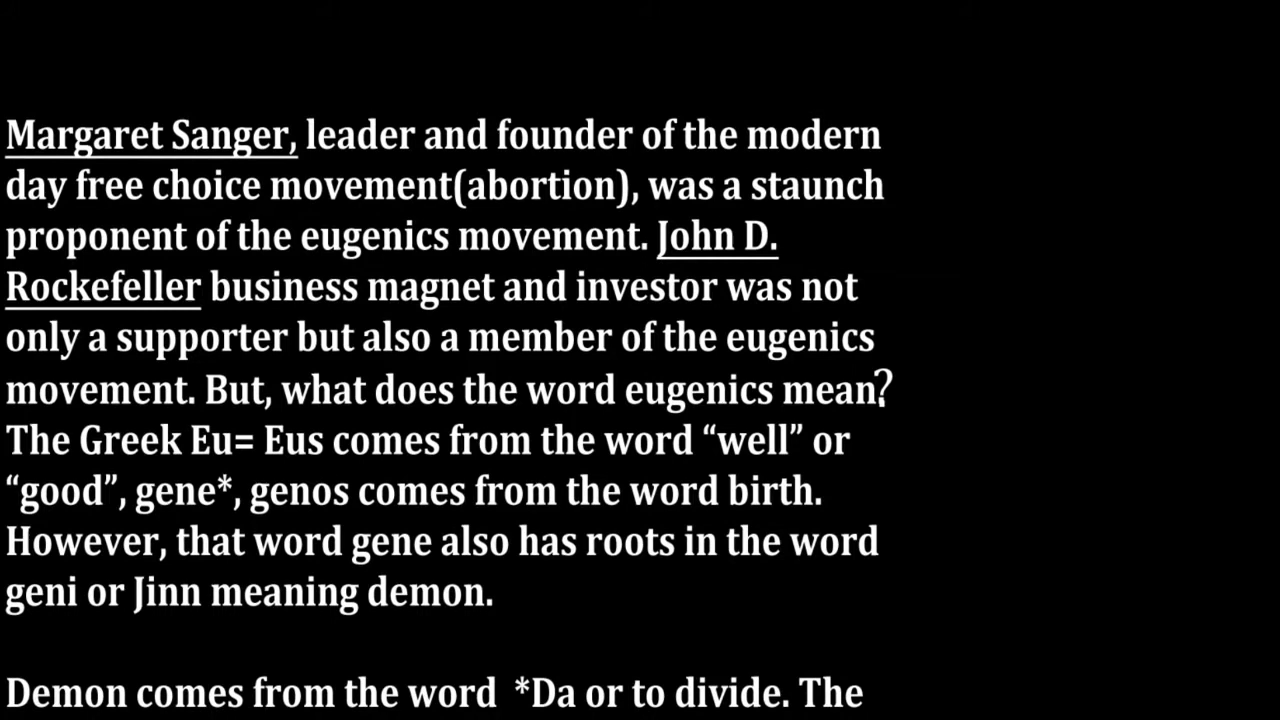 Margaret Sanger, leader and founder of the modern
day free choice movement(abortion), was a staunch
proponent of the eugenics movement. John D.
Rockefeller business magnet and investor was not
only a supporter but also a member of the eugenics
movement. But, what does the word eugenics mean?
The Greek Eu= Eus comes from the word “well” or
“good”, gene*, genos comes from the word birth.
However, that word gene also has roots in the word
geni or Jinn meaning demon.
Demon comes from the word  *Da or to divide. The